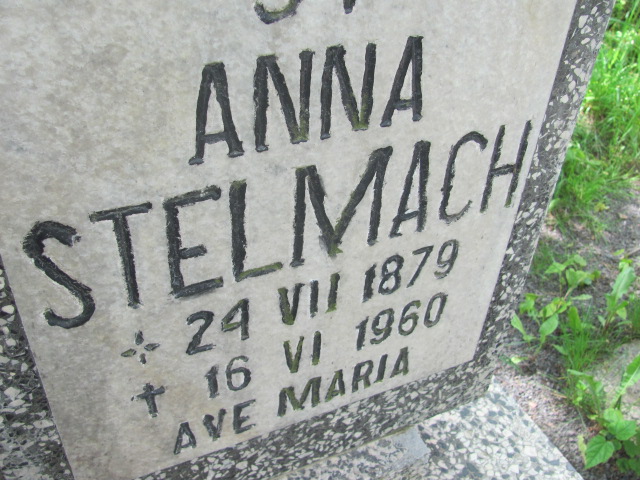 ANNA
STELMACH
24 VII 1879
✝ 16 VI 1960
AVE MARIA